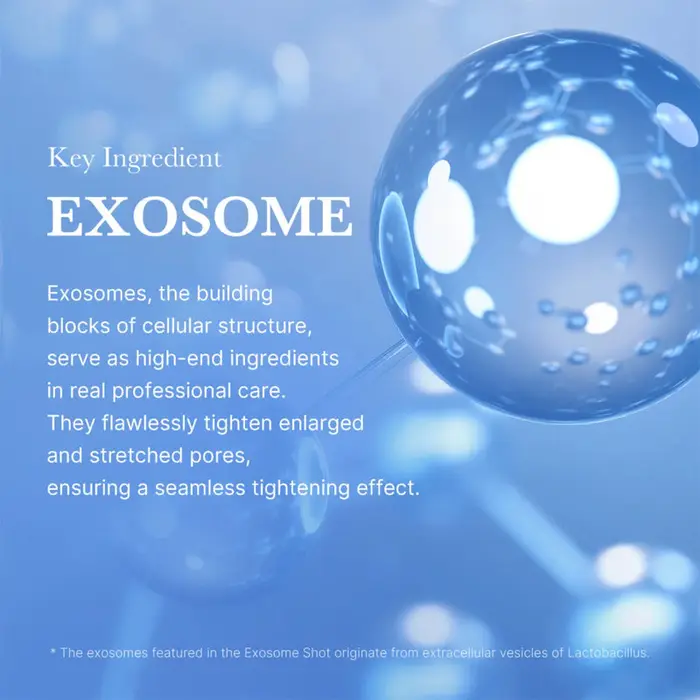 Key Ingredient
EXOSOME
Exosomes, the building
blocks of cellular structure,
serve as high-end ingredients
in real professional care.
They flawlessly tighten enlarged
and stretched pores,
ensuring a seamless tightening effect.
* The exosomes featured in the Exosome Shot originate from extracellular vesicles of Lactobacillus.